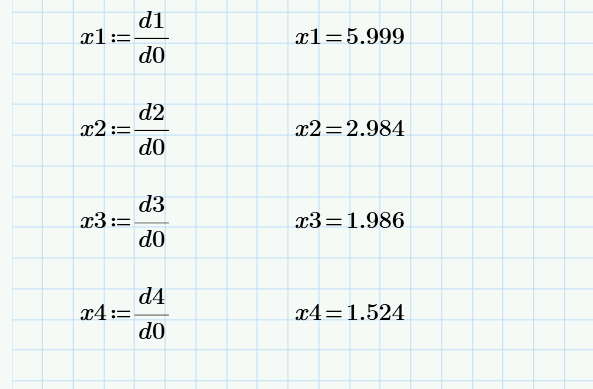 x1:=d1/d0 x1=5.999
x2:=d2/d0 x2=2.984
x3:=d3/d0 x3=1.986
x4:=d4/d0 x4=1.524